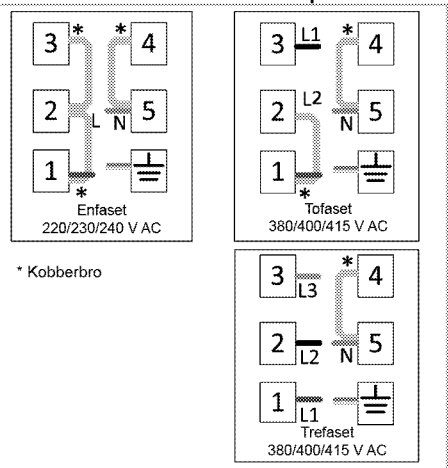 * *
3 4
2 L N 5
1
*
Enfaset
220/230/240 V AC
* Kobberbro
L1 *
3 4
L2
2 N 5
1
*
Tofaset
380/400/415 V AC
*
3 L3 4
2 L2 N 5
1 L1
Trefaset
380/400/415 V AC